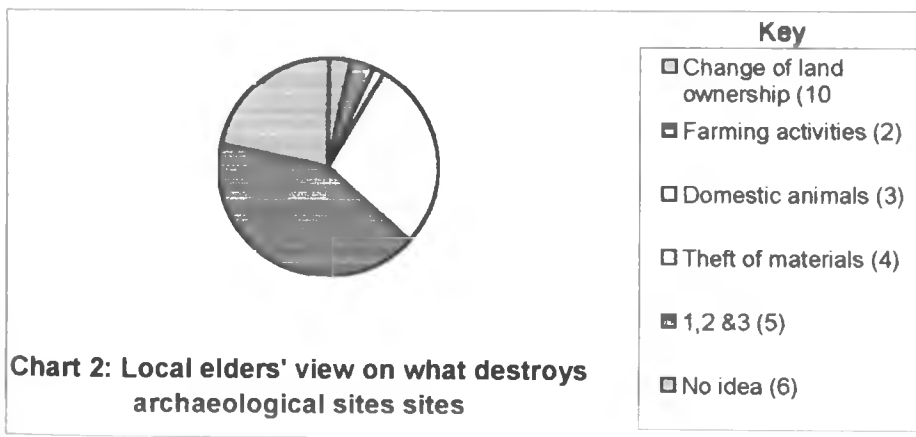 Key
Change of land
ownership (10
Farming activities (2)
Domestic animals (3)
Theft of materials (4)
1,2 &3 (5)
No idea (6)
Chart 2: Local elders' view on what destroys
archaeological sites sites